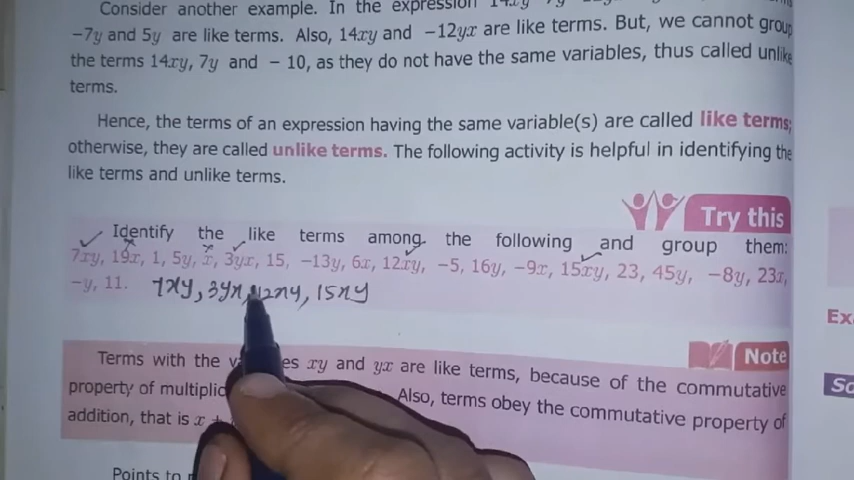 Consider another example. In the expression 14xy
−7y and 5y are like terms. Also, 14xy and −12yx are like terms. But, we cannot group
the terms 14xy, 7y and − 10, as they do not have the same variables, thus called unlike
terms.
Hence, the terms of an expression having the same variable(s) are called like terms;
otherwise, they are called unlike terms. The following activity is helpful in identifying the
like terms and unlike terms.
Try this
Identify the like terms among the following and group them:
7xy, 19x, 1, 5y, x, 3yx, 15, −13y, 6x, 12xy, −5, 16y, −9x, 15xy, 23, 45y, −8y, 23x,
−y, 11. 7xy, 3yx, 12xy, 15xy
Note
Terms with the es xy and yx are like terms, because of the commutative
property of multiplic Also, terms obey the commutative property of
addition, that is x +
Points to
Ex
So